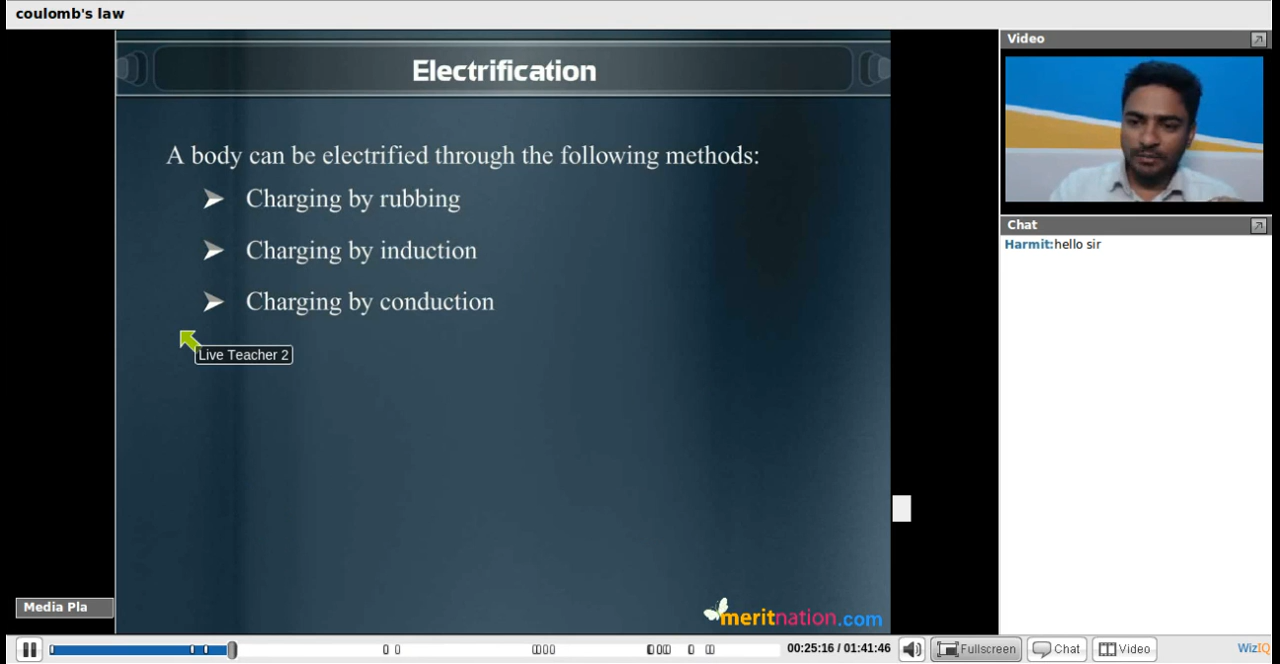 coulomb's law
Electrification
A body can be electrified through the following methods:
Charging by rubbing
Charging by induction
Charging by conduction
Live Teacher 2
meritnation.com
Media Pla
Video
Chat
Harmit:hello sir
00:25:16 / 01:41:46
Fullscreen
Chat
Video
WizIQ